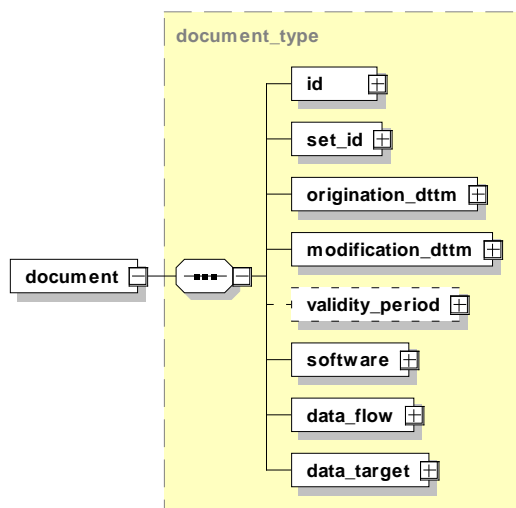 document_type
id
set_id
origination_dttm
modification_dttm
document
validity_period
software
data_flow
data_target